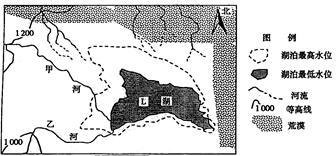 1200
北
甲
河
L 湖
乙 河
1000
图 例
湖泊最高水位
湖泊最低水位
河流
1000 等高线
荒漠